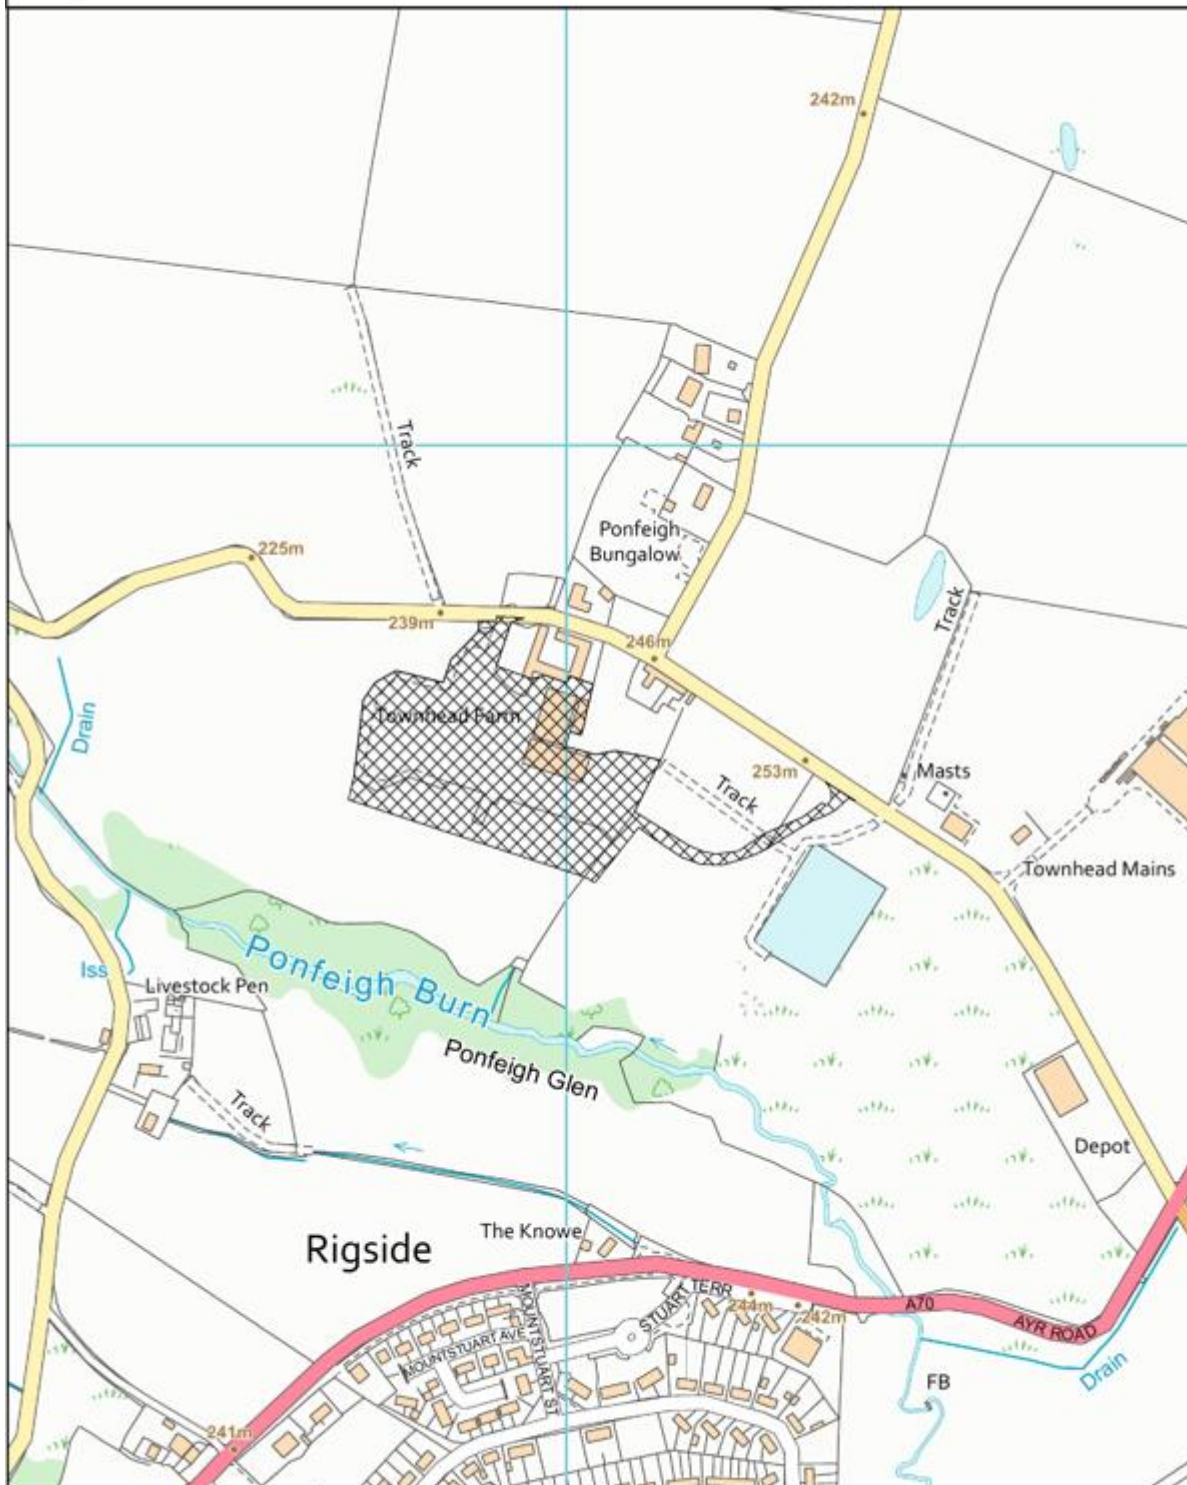 242m
Track
Ponfeigh
Bungalow
225m
239m
246m
Track
Townhead Farm
Drain
253m
Masts
Track
Townhead Mains
Ponfeigh Burn
Iss
Livestock Pen
Ponfeigh Glen
Track
Depot
The Knowe
Rigside
STUART TERR
244m
242m
A70
AYR ROAD
MOUNTSTUART AVE
MOUNTSTUART ST
Drain
FB
241m